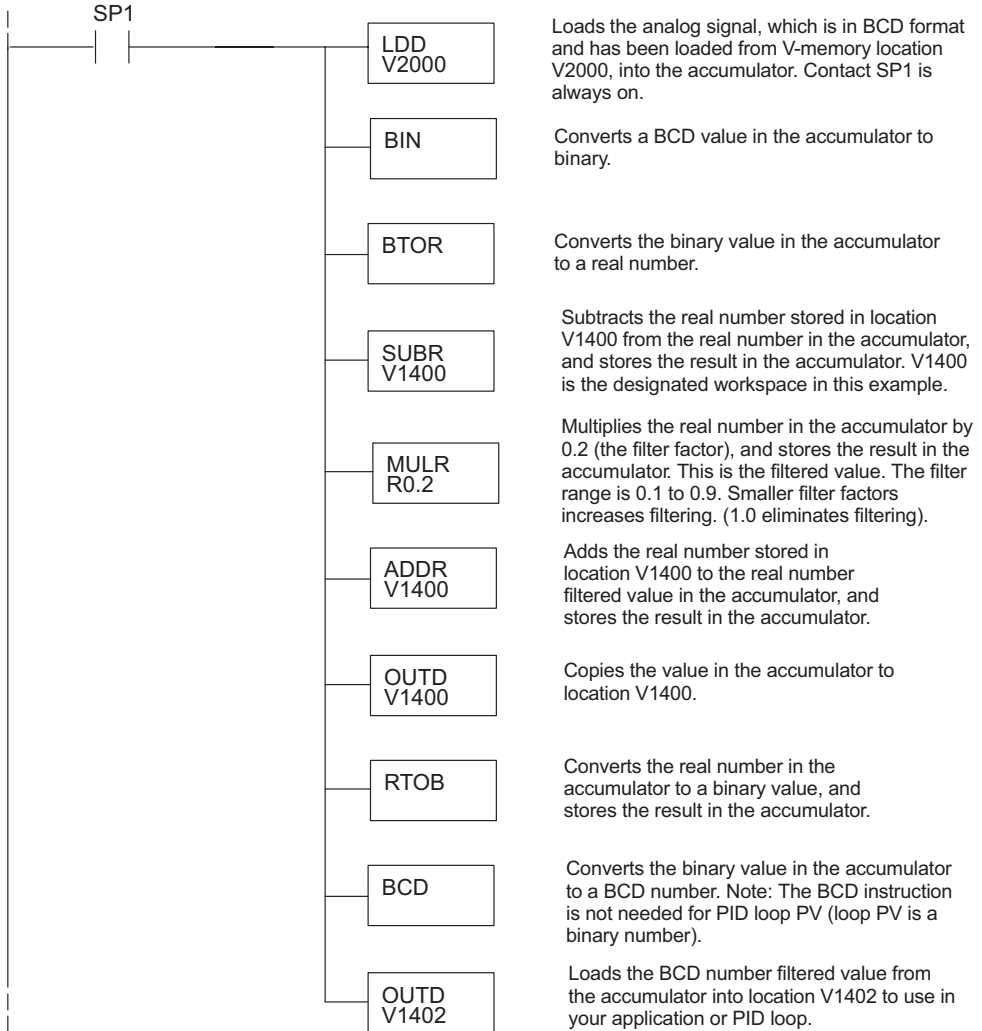 SP1
LDD
V2000
Loads the analog signal, which is in BCD format
and has been loaded from V-memory location
V2000, into the accumulator. Contact SP1 is
always on.
BIN
Converts a BCD value in the accumulator to
binary.
BTOR
Converts the binary value in the accumulator
to a real number.
SUBR
V1400
Subtracts the real number stored in location
V1400 from the real number in the accumulator,
and stores the result in the accumulator. V1400
is the designated workspace in this example.
MULR
R0.2
Multiplies the real number in the accumulator by
0.2 (the filter factor), and stores the result in the
accumulator. This is the filtered value. The filter
range is 0.1 to 0.9. Smaller filter factors
increases filtering. (1.0 eliminates filtering).
ADDR
V1400
Adds the real number stored in
location V1400 to the real number
filtered value in the accumulator, and
stores the result in the accumulator.
OUTD
V1400
Copies the value in the accumulator to
location V1400.
RTOB
Converts the real number in the
accumulator to a binary value, and
stores the result in the accumulator.
BCD
Converts the binary value in the accumulator
to a BCD number. Note: The BCD instruction
is not needed for PID loop PV (loop PV is a
binary number).
OUTD
V1402
Loads the BCD number filtered value from
the accumulator into location V1402 to use in
your application or PID loop.